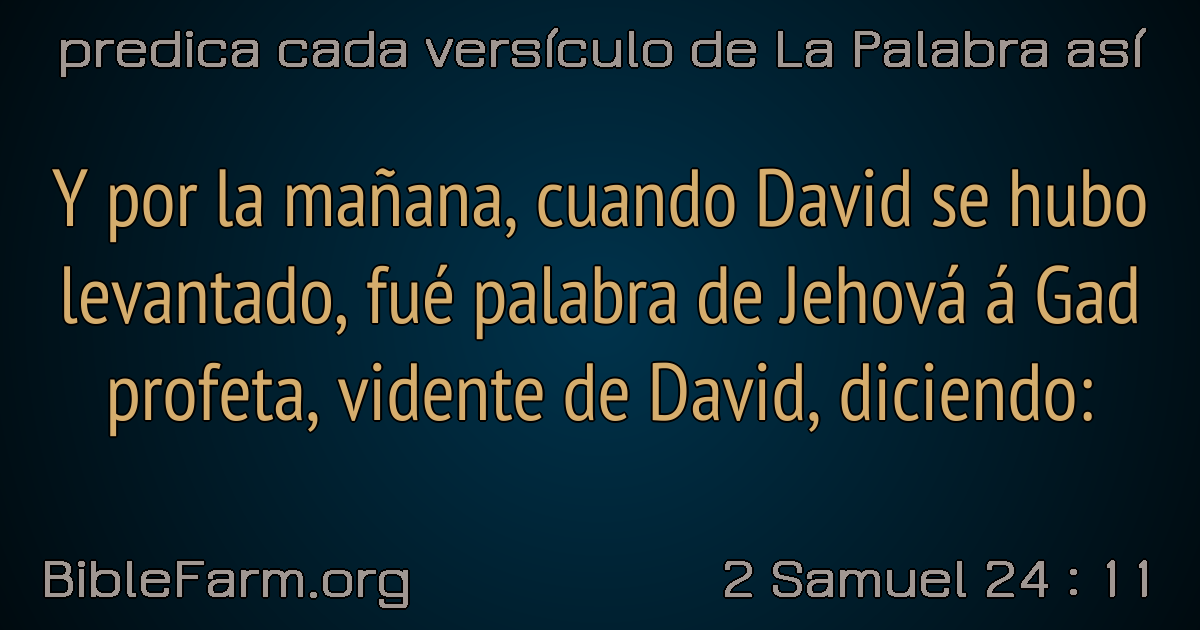 predica cada versículo de La Palabra así
Y por la mañana, cuando David se hubo
levantado, fué palabra de Jehová á Gad
profeta, vidente de David, diciendo:
BibleFarm.org
2 Samuel 24 : 11